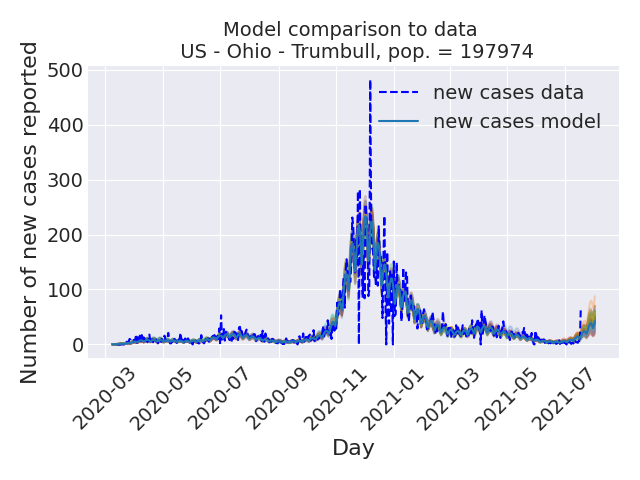 Model comparison to data
US - Ohio - Trumbull, pop. = 197974
Number of new cases reported
500
400
300
200
100
0
new cases data
new cases model
2020-03
2020-05
2020-07
2020-09
2020-11
2021-01
2021-03
2021-05
2021-07
Day